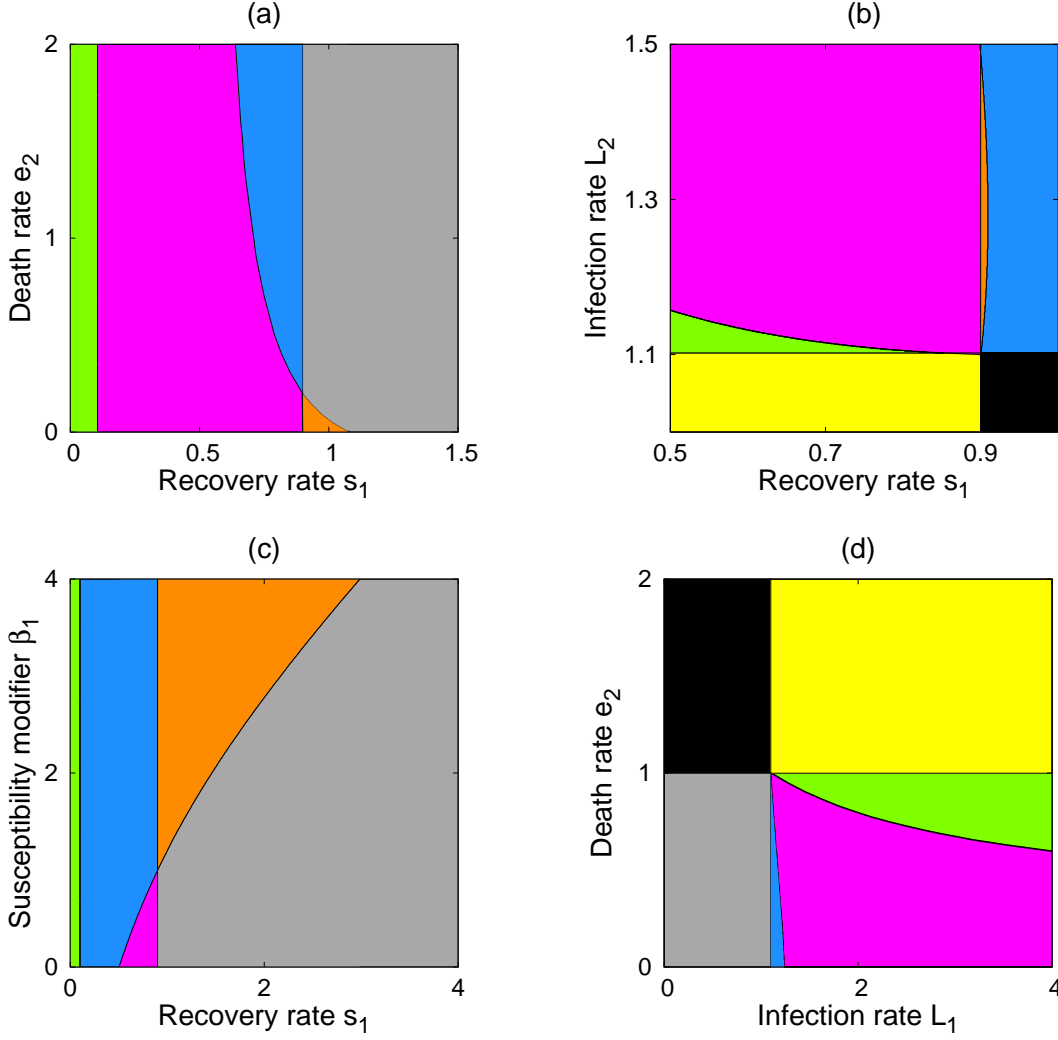 (a)
2
1
0
Death rate e₂
0
0.5
1
1.5
Recovery rate s₁
(b)
1.5
1.3
1.1
Infection rate L₂
0.5
0.7
0.9
Recovery rate s₁
(c)
4
2
0
Susceptibility modifier β₁
0
2
4
Recovery rate s₁
(d)
2
1
0
Death rate e₂
0
2
4
Infection rate L₁